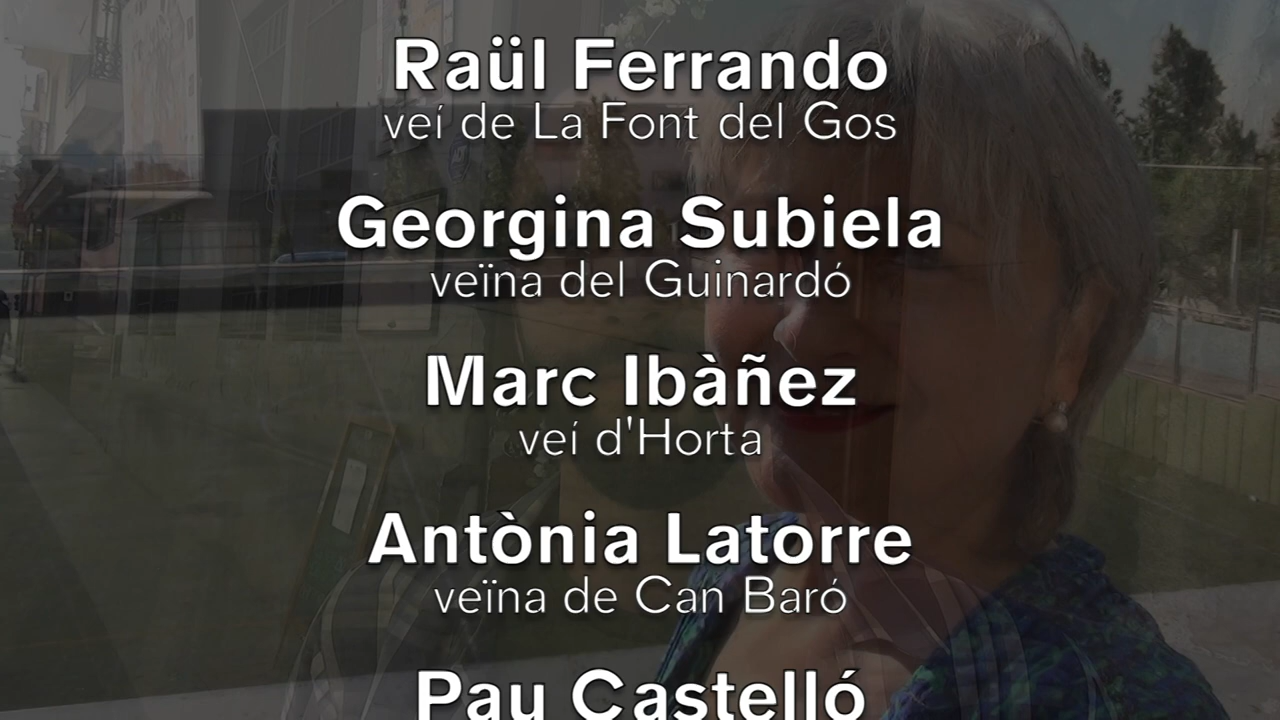 Raül Ferrando
veí de La Font del Gos
Georgina Subiela
veïna del Guinardó
Marc Ibàñez
veí d'Horta
Antònia Latorre
veïna de Can Baró
Pau Castelló